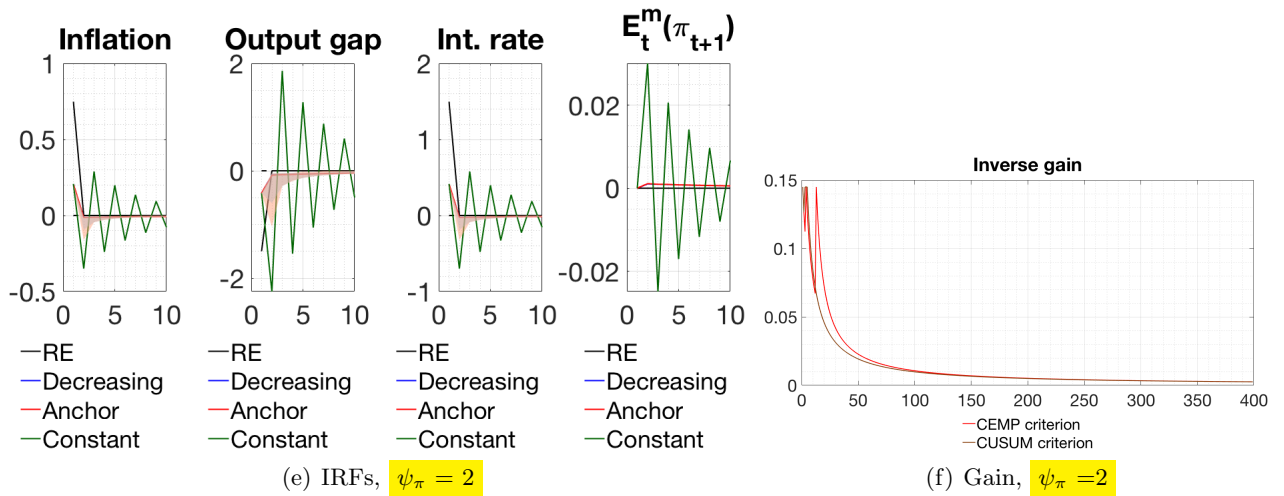 Inflation
1
0.5
0
-0.5
0 5 10
RE
Decreasing
Anchor
Constant
Output gap
2
0
-2
0 5 10
RE
Decreasing
Anchor
Constant
Int. rate
2
1
0
-1
0 5 10
RE
Decreasing
Anchor
Constant
E_t^m(π_{t+1})
0.02
0
-0.02
0 5 10
RE
Decreasing
Anchor
Constant
(e) IRFs, ψ_π = 2
Inverse gain
0.15
0.1
0.05
0
0 50 100 150 200 250 300 350 400
CEMP criterion
CUSUM criterion
(f) Gain, ψ_π =2